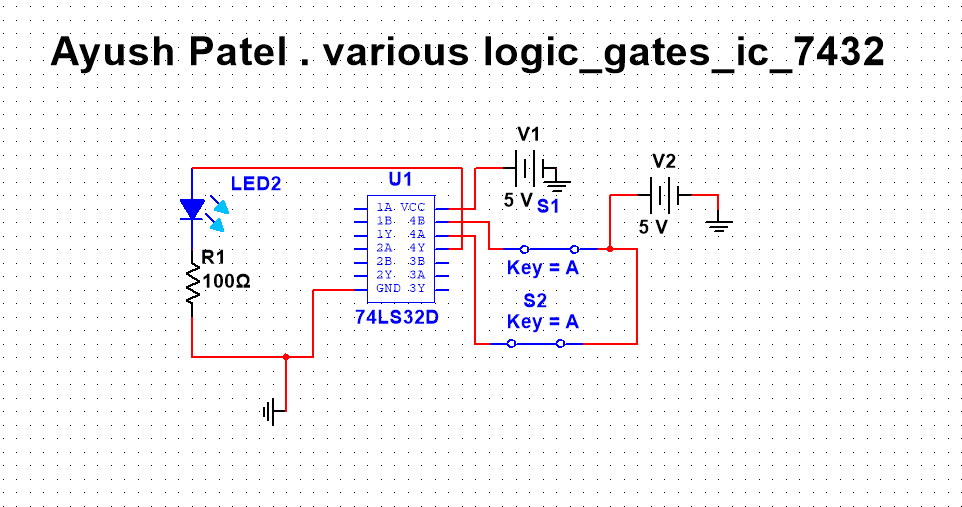 Ayush Patel . various logic_gates_ic_7432
V1
V2
LED2
U1
5 V
S1
5 V
1A VCC
1B 4B
1Y 4A
2A 4Y
2B 3B
2Y 3A
GND 3Y
R1
100Ω
Key = A
S2
Key = A
74LS32D